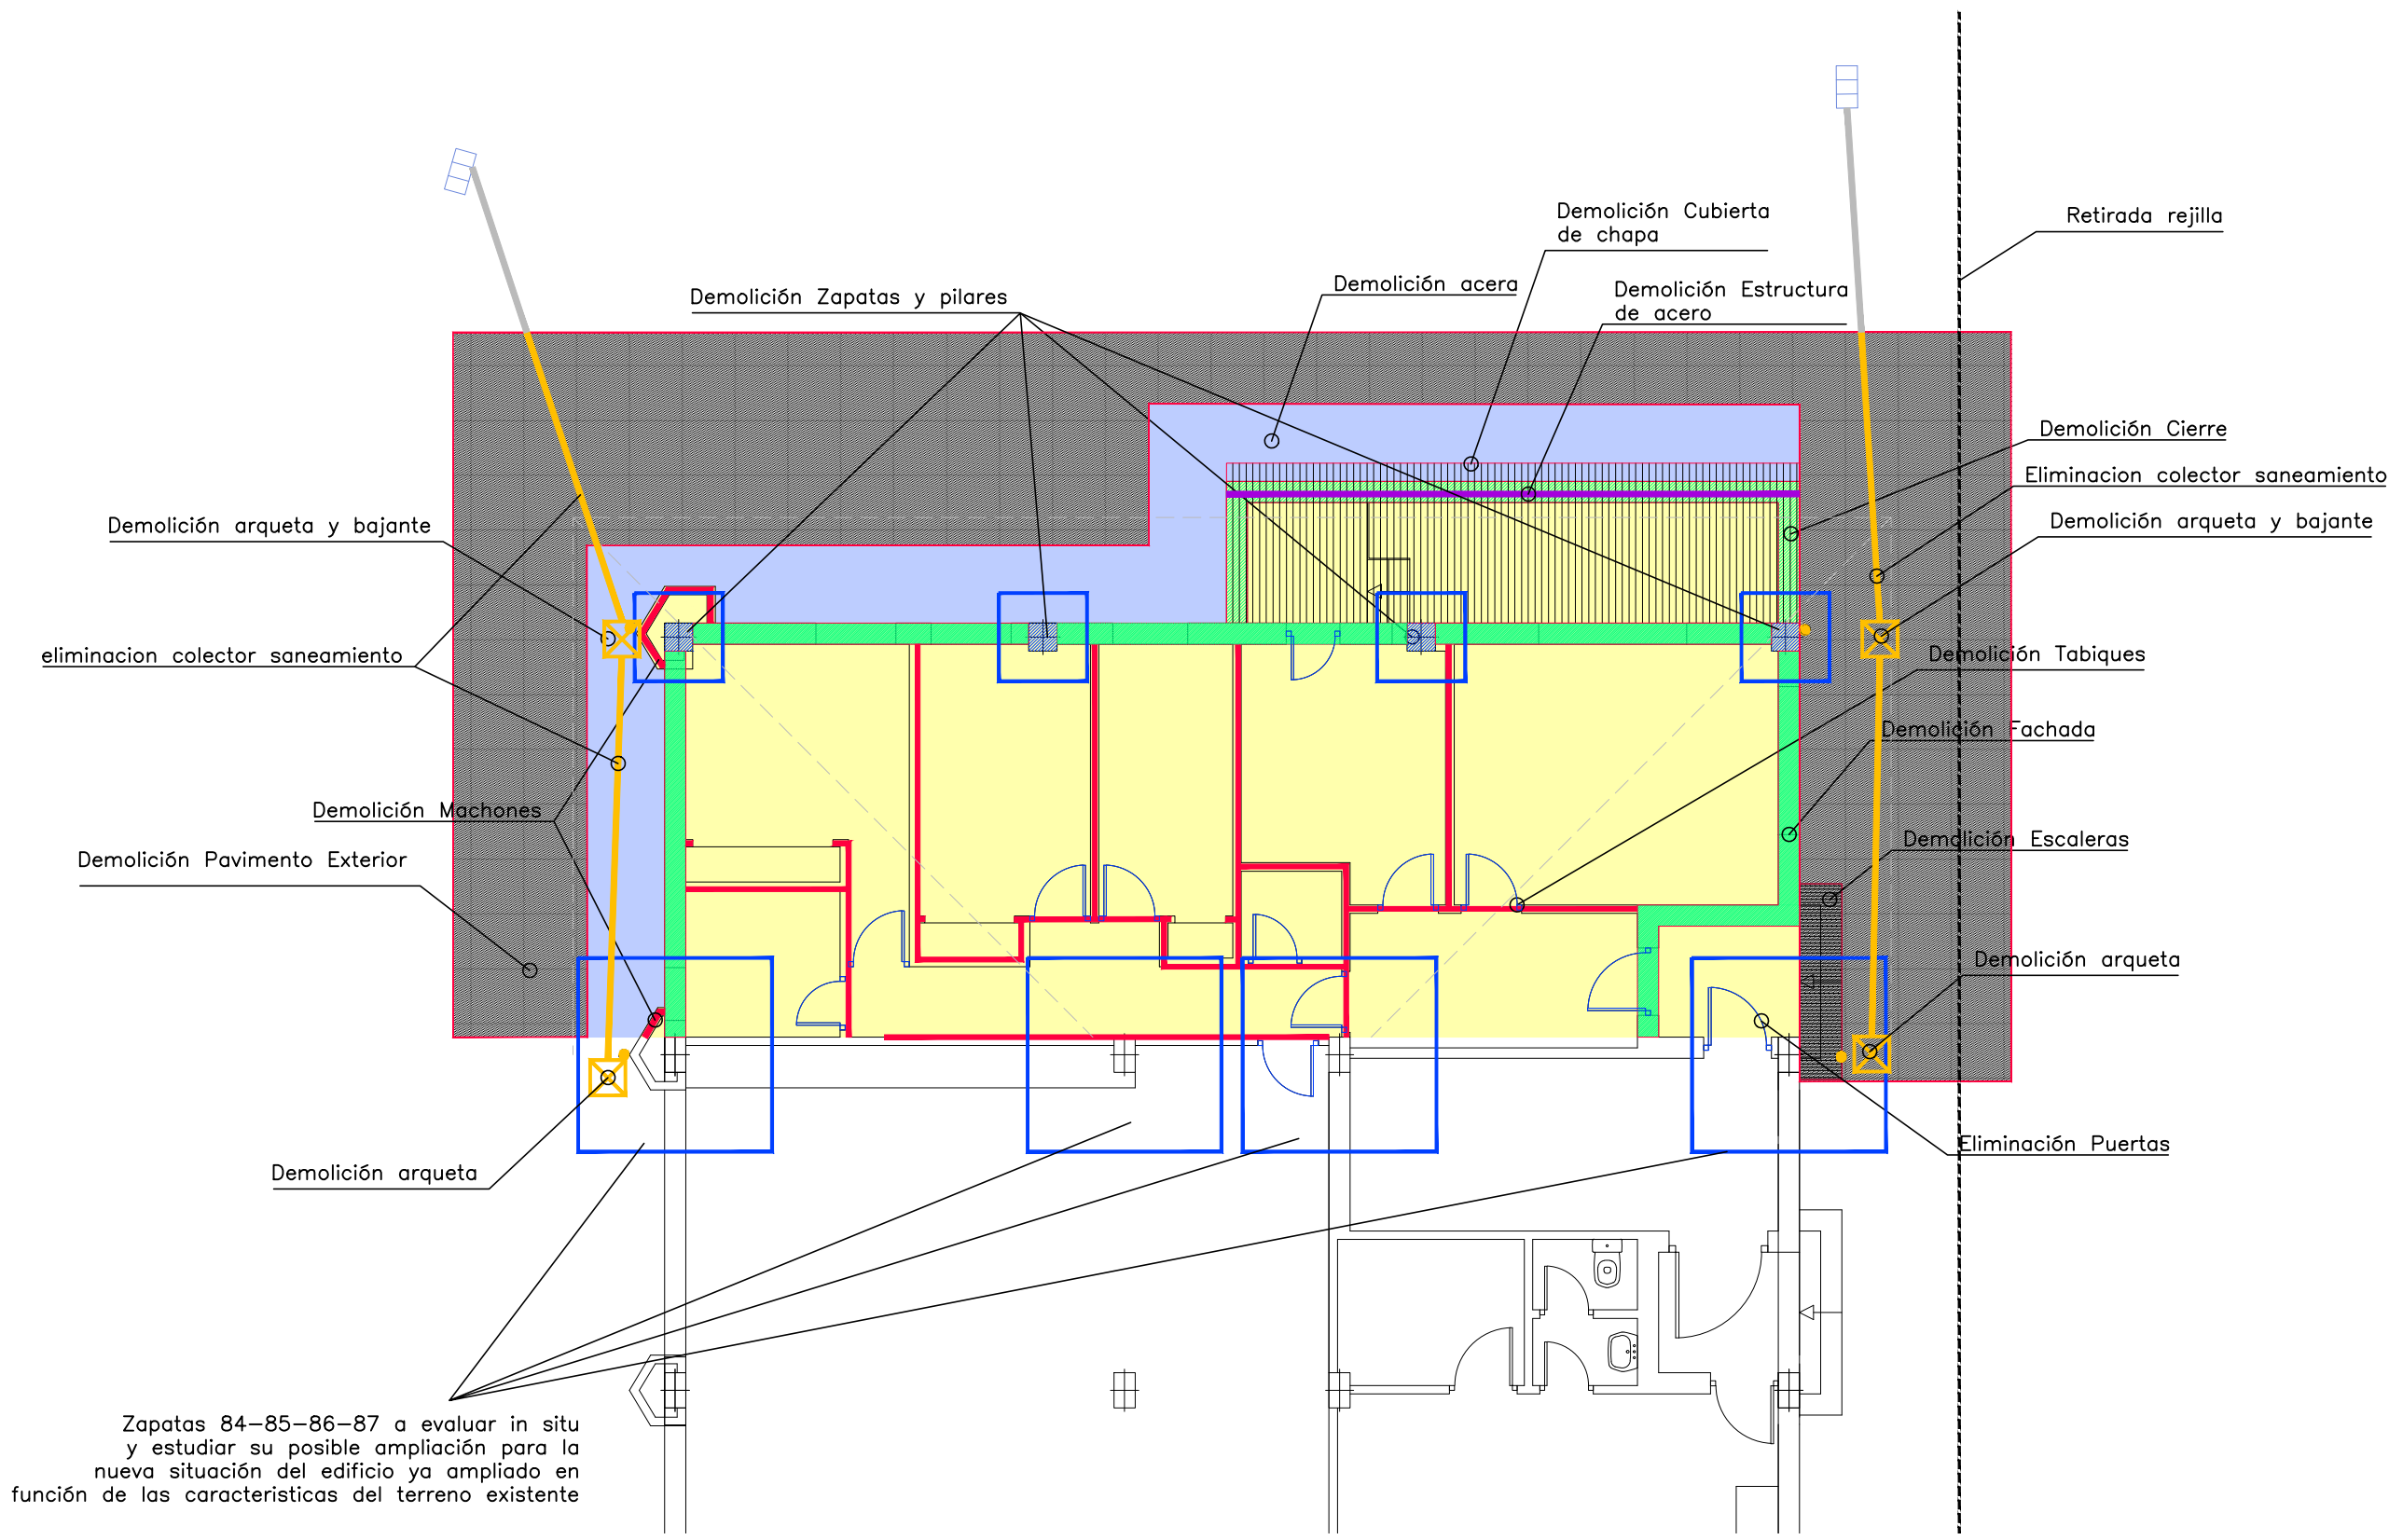 Demolición Cubierta
de chapa
Retirada rejilla
Demolición acera
Demolición Estructura
de acero
Demolición Zapatas y pilares
Demolición Cierre
Eliminacion colector saneamiento
Demolición arqueta y bajante
Demolición arqueta y bajante
eliminacion colector saneamiento
Demolición Tabiques
Demolición Fachada
Demolición Machones
Demolición Escaleras
Demolición Pavimento Exterior
Demolición arqueta
Eliminación Puertas
Demolición arqueta
Zapatas 84-85-86-87 a evaluar in situ
y estudiar su posible ampliación para la
nueva situación del edificio ya ampliado en
función de las caracteristicas del terreno existente